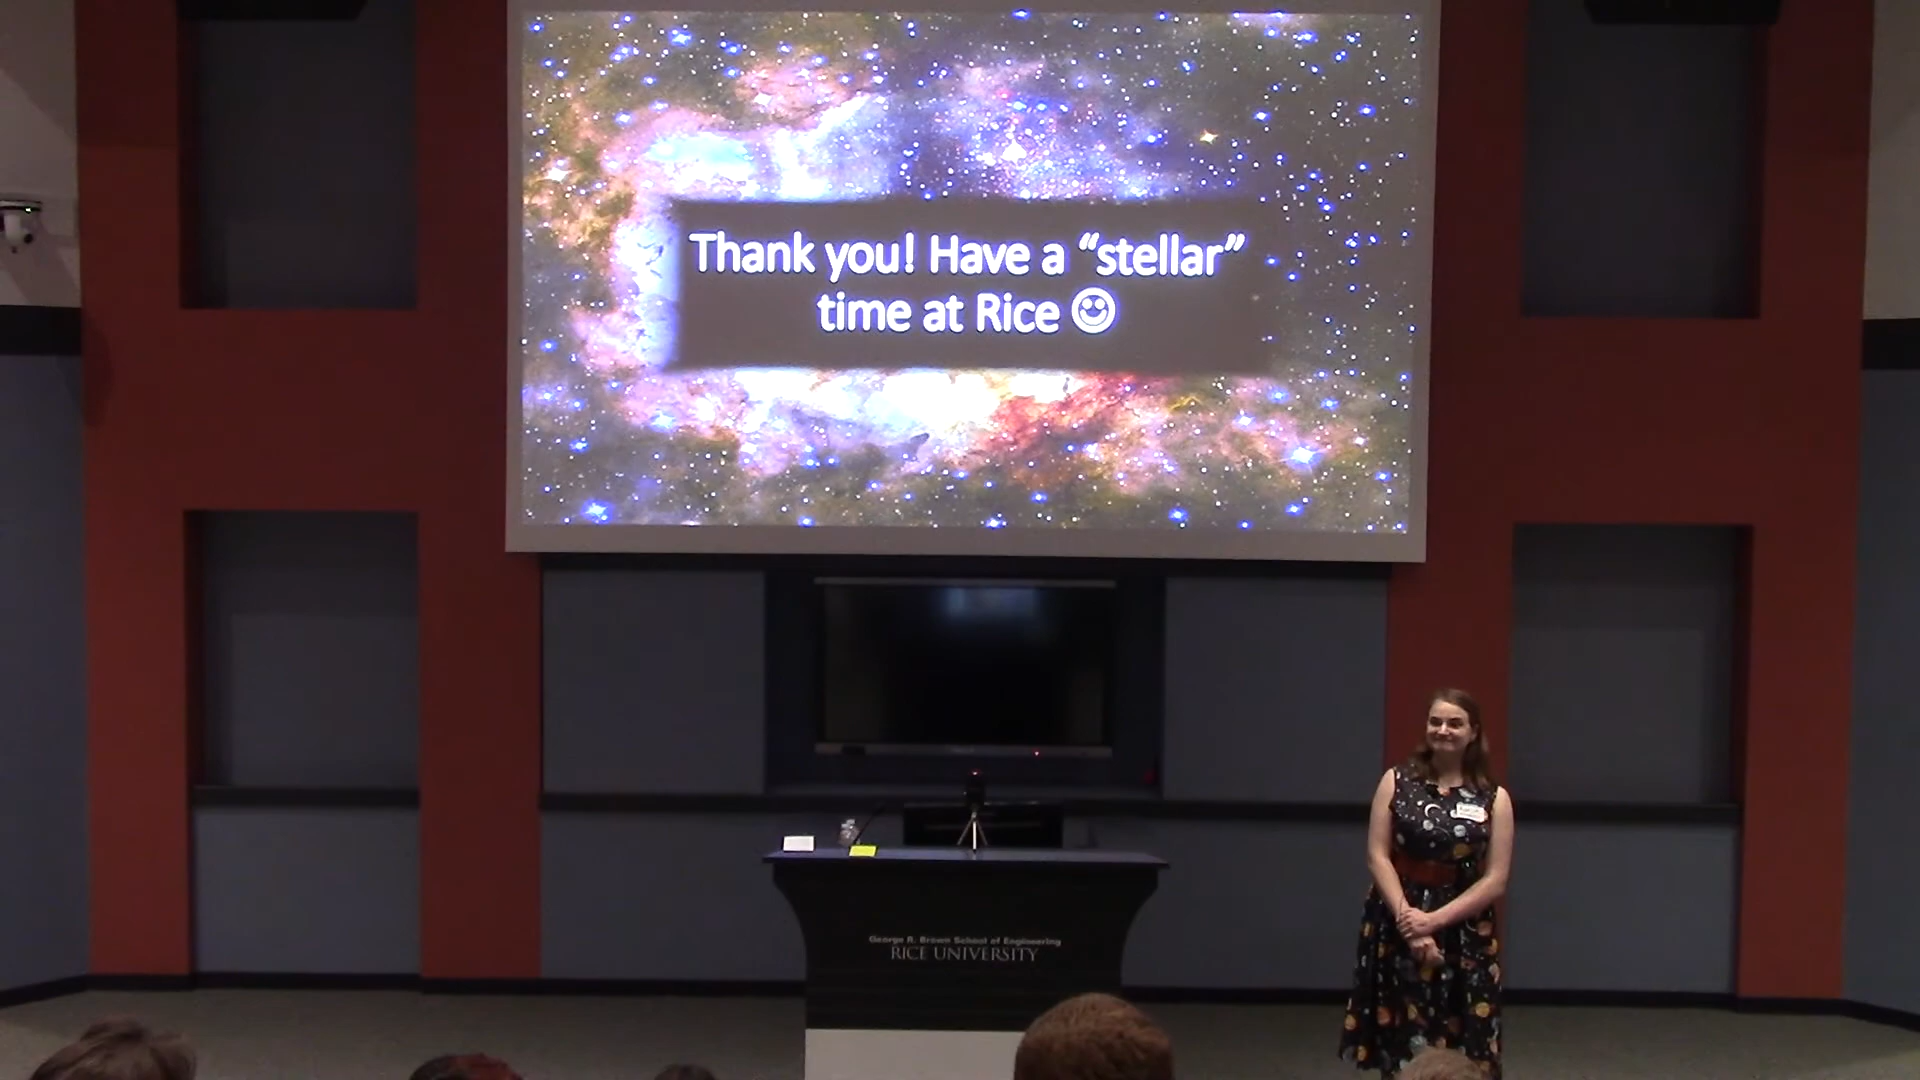 Thank you! Have a “stellar”
time at Rice ☺
George R. Brown School of Engineering
RICE UNIVERSITY